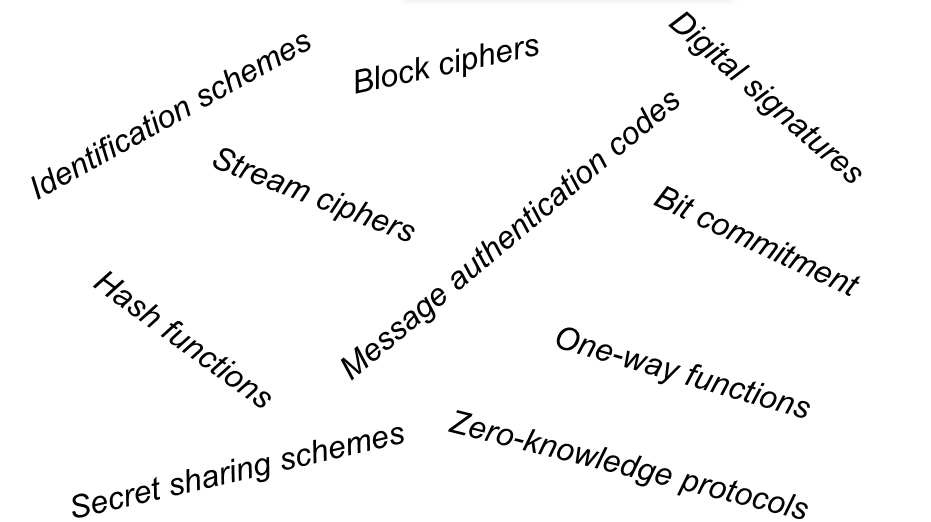 Identification schemes
Block ciphers
Digital signatures
Stream ciphers
Message authentication codes
Bit commitment
Hash functions
One-way functions
Secret sharing schemes
Zero-knowledge protocols